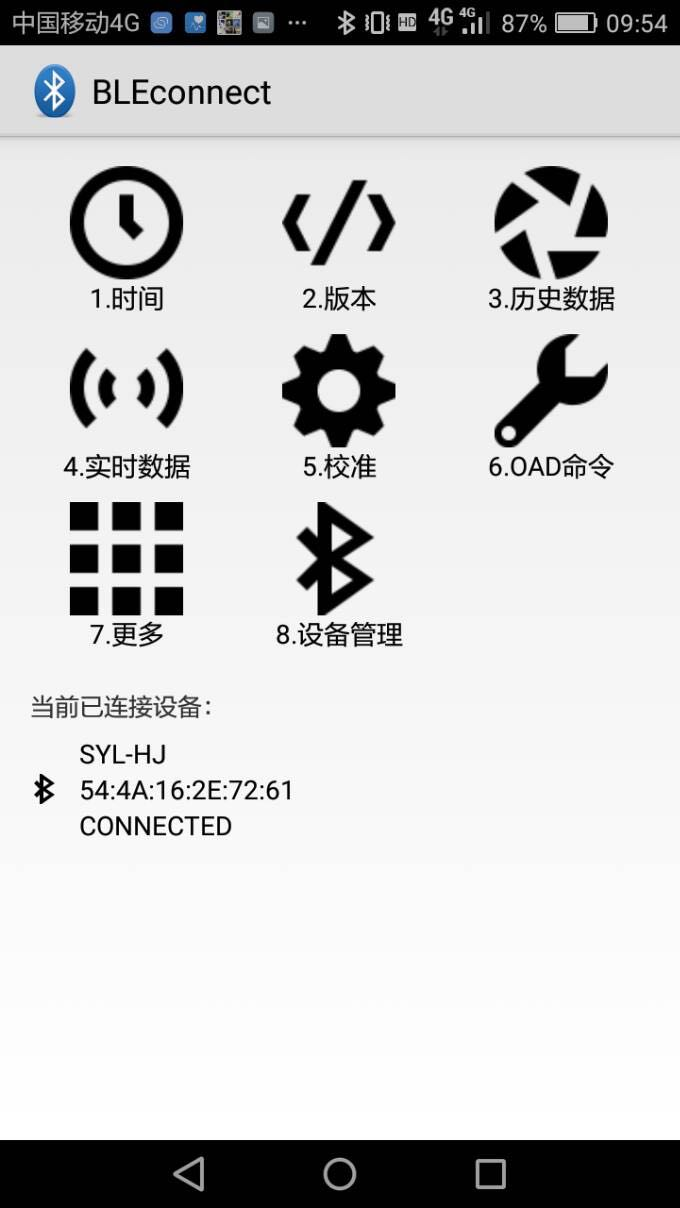 中国移动4G HD 4G 4G 87% 09:54
BLEconnect
1.时间 2.版本 3.历史数据
4.实时数据 5.校准 6.OAD命令
7.更多 8.设备管理
当前已连接设备：
SYL-HJ
54:4A:16:2E:72:61
CONNECTED